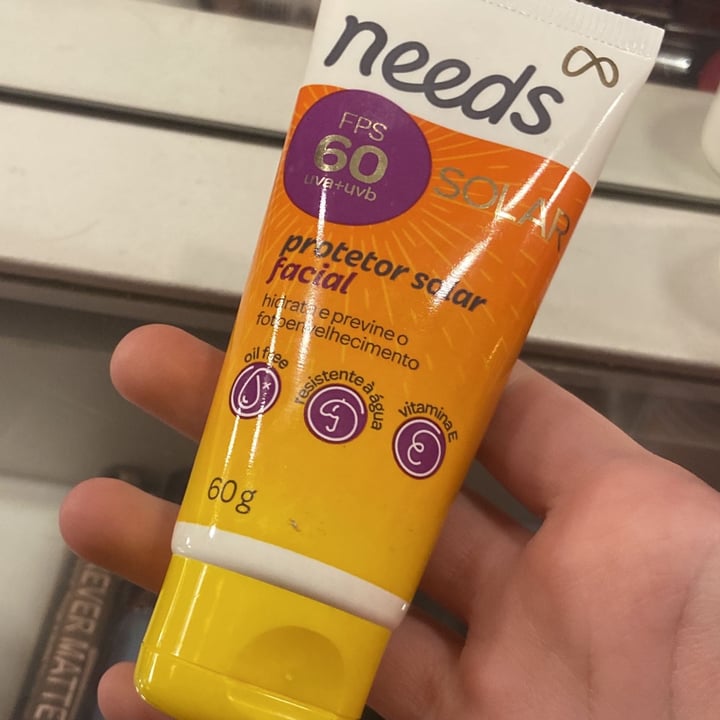 needs
FPS
60
uva+uvb
SOLAR
protetor solar
facial
hidrata e previne o
fotoenvelhecimento
oil free
resistente à água
vitamina E
60 g
EVER MATTE